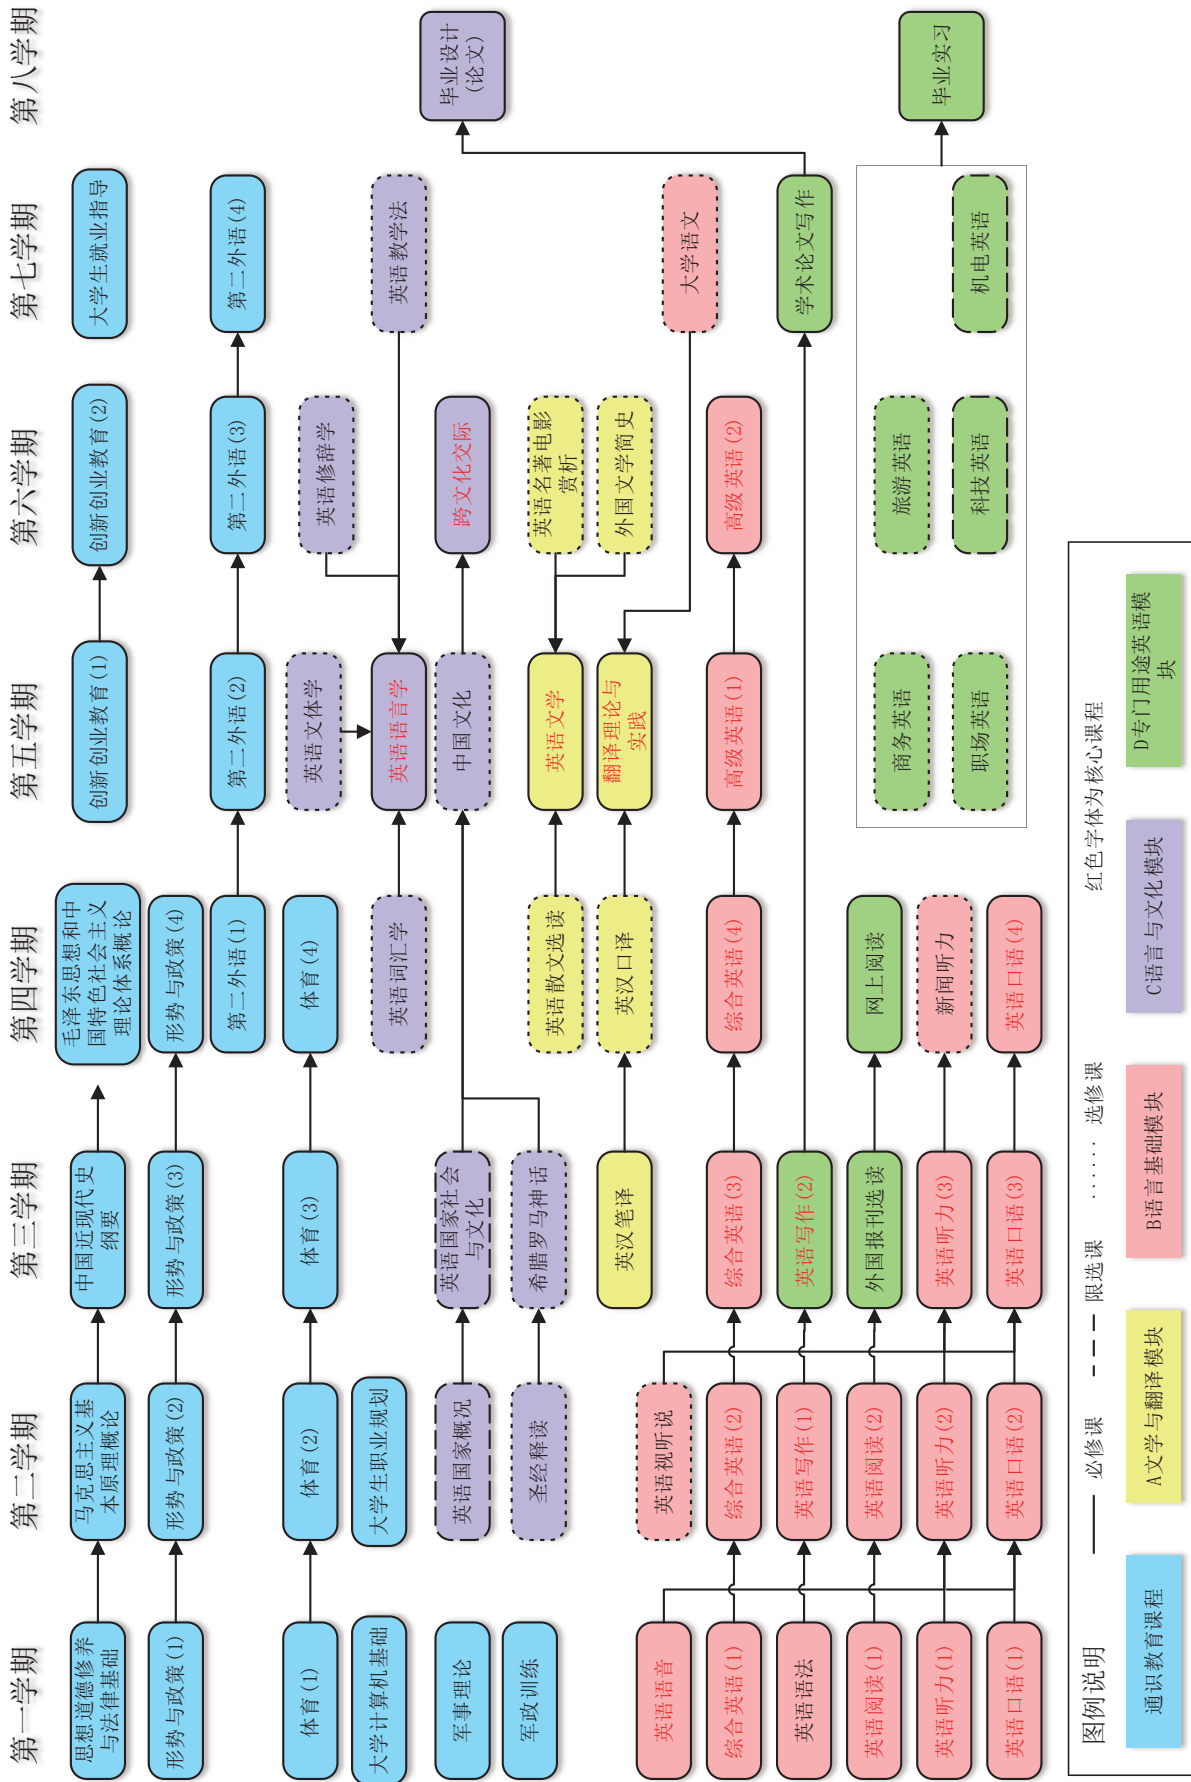 第一学期
第二学期
第三学期
第四学期
第五学期
第六学期
第七学期
第八学期
思想道德修养
与法律基础
马克思主义基
本原理概论
中国近现代史
纲要
毛泽东思想和中
国特色社会主义
理论体系概论
创新创业教育(1)
创新创业教育(2)
大学生就业指导
形势与政策(1)
形势与政策(2)
形势与政策(3)
形势与政策(4)
第二外语(1)
第二外语(2)
第二外语(3)
第二外语(4)
体育(1)
体育(2)
体育(3)
体育(4)
英语文体学
英语修辞学
大学计算机基础
大学生职业规划
英语词汇学
英语语言学
英语教学法
军事理论
英语国家概况
英语国家社会
与文化
中国文化
跨文化交际
毕业设计
(论文)
军政训练
圣经释读
希腊罗马神话
英语散文选读
英语文学
英语名著电影
赏析
英汉笔译
英汉口译
翻译理论与
实践
外国文学简史
英语语音
英语视听说
大学语文
综合英语(1)
综合英语(2)
综合英语(3)
综合英语(4)
高级英语(1)
高级英语(2)
英语语法
英语写作(1)
英语写作(2)
学术论文写作
英语阅读(1)
英语阅读(2)
外国报刊选读
网上阅读
商务英语
旅游英语
毕业实习
英语听力(1)
英语听力(2)
英语听力(3)
新闻听力
职场英语
科技英语
机电英语
英语口语(1)
英语口语(2)
英语口语(3)
英语口语(4)
图例说明
必修课
限选课
选修课
红色字体为核心课程
通识教育课程
A文学与翻译模块
B语言基础模块
C语言与文化模块
D专门用途英语模
块